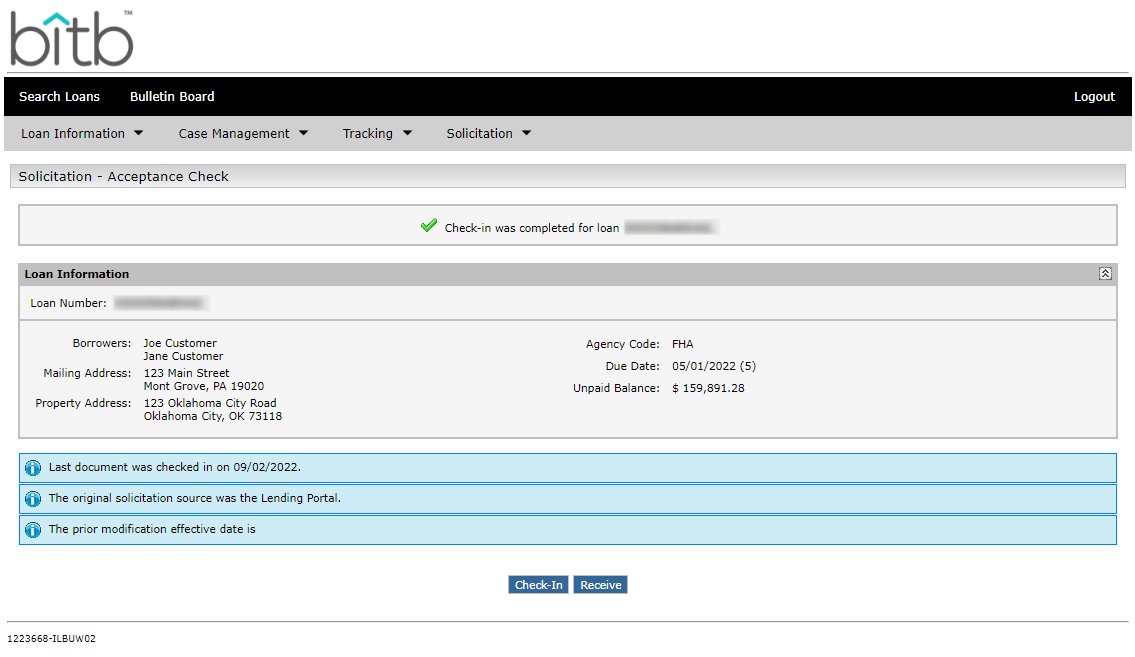 bitb™
Search Loans Bulletin Board Logout
Loan Information Case Management Tracking Solicitation
Solicitation - Acceptance Check
Check-in was completed for loan
Loan Information
Loan Number:
Borrowers: Joe Customer
Jane Customer
Mailing Address: 123 Main Street
Mont Grove, PA 19020
Property Address: 123 Oklahoma City Road
Oklahoma City, OK 73118
Agency Code: FHA
Due Date: 05/01/2022 (5)
Unpaid Balance: $ 159,891.28
Last document was checked in on 09/02/2022.
The original solicitation source was the Lending Portal.
The prior modification effective date is
Check-In Receive
1223668-ILBUW02